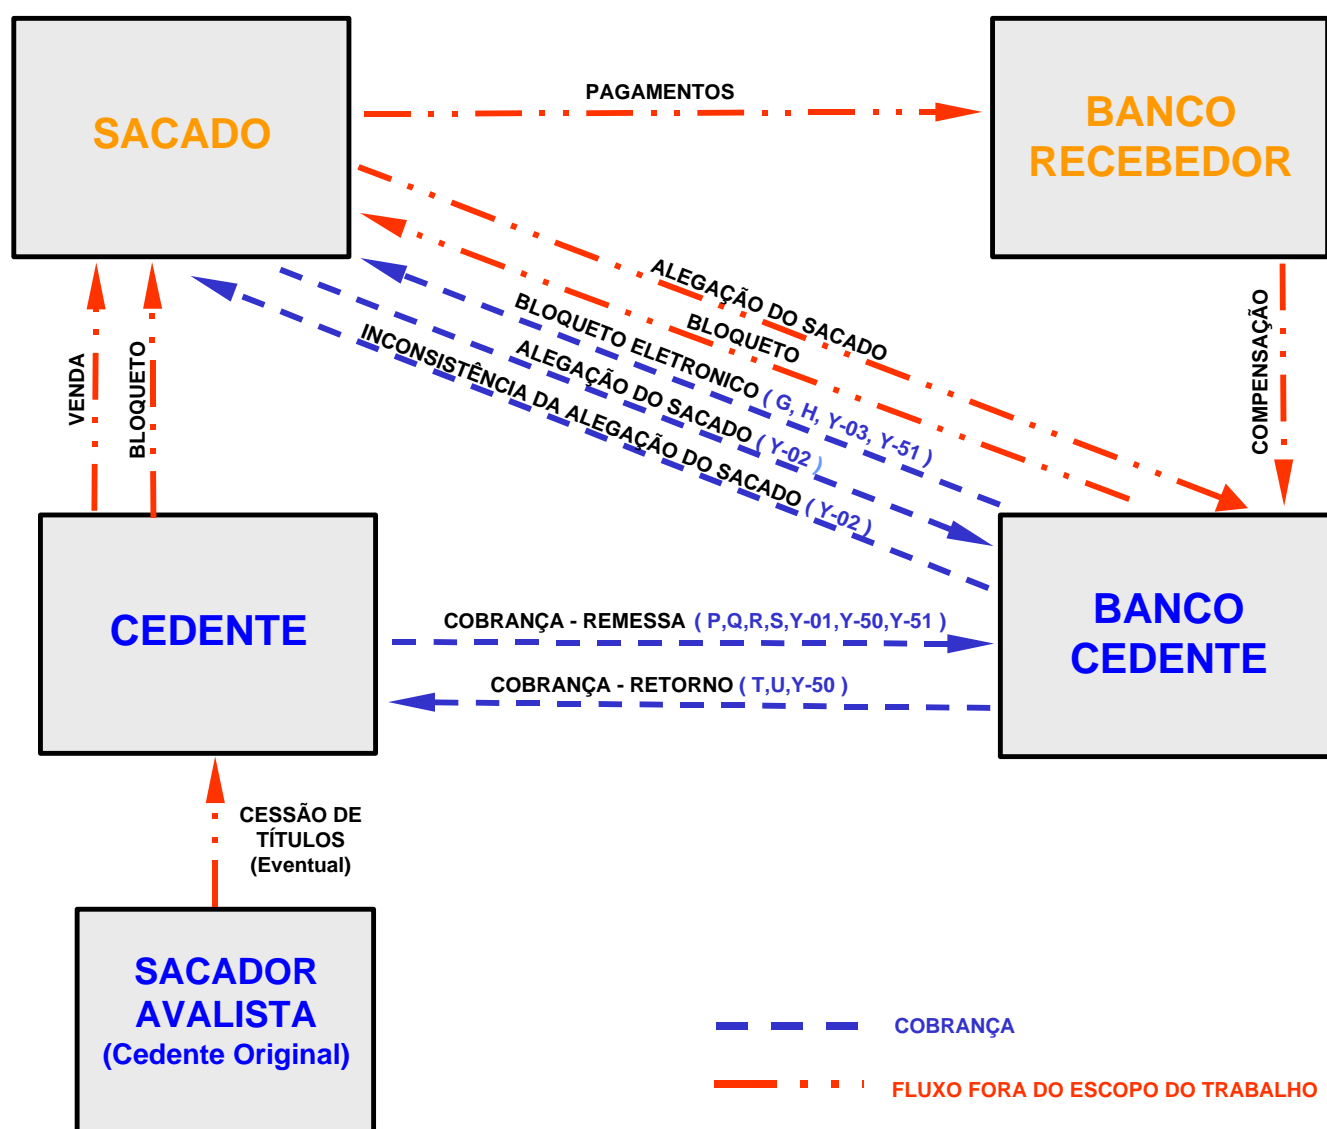 PAGAMENTOS
SACADO
BANCO
RECEBEDOR
ALEGAÇÃO DO SACADO
BLOQUETO
BLOQUETO ELETRONICO ( G, H, Y-03, Y-51 )
ALEGAÇÃO DO SACADO ( Y-02 )
INCONSISTÊNCIA DA ALEGAÇÃO DO SACADO ( Y-02 )
VENDA
BLOQUETO
COMPENSAÇÃO
CEDENTE
COBRANÇA - REMESSA ( P,Q,R,S,Y-01,Y-50,Y-51 )
COBRANÇA - RETORNO ( T,U,Y-50 )
BANCO
CEDENTE
CESSÃO DE
TÍTULOS
(Eventual)
SACADOR
AVALISTA
(Cedente Original)
COBRANÇA
FLUXO FORA DO ESCOPO DO TRABALHO